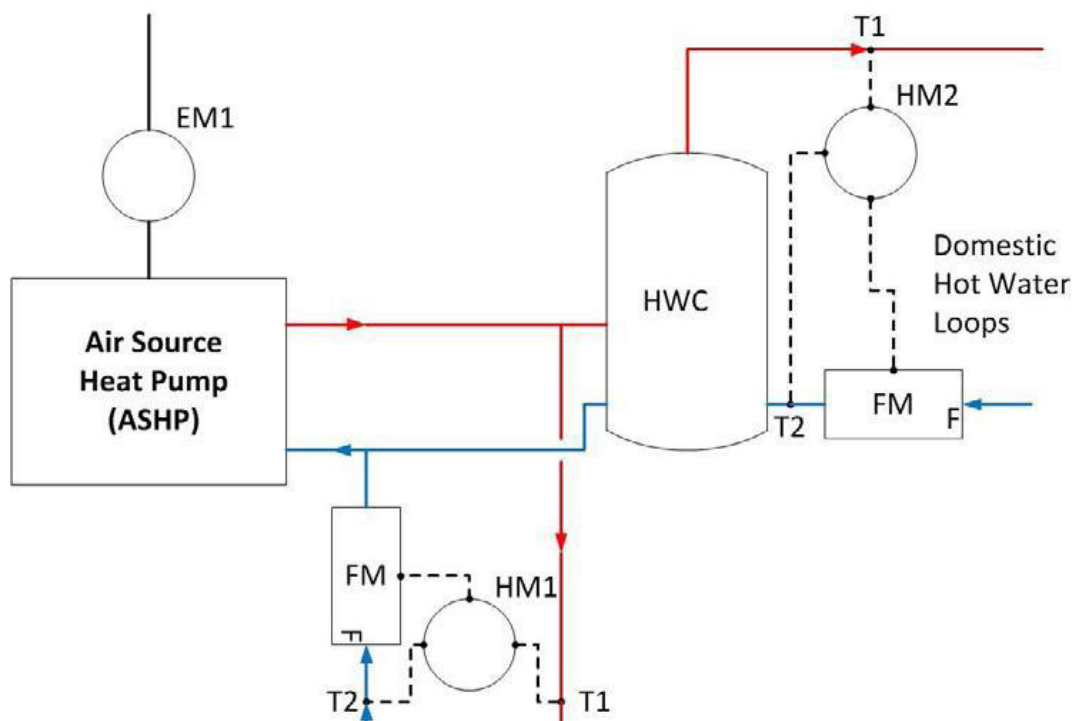 T1
HM2
EM1
Domestic
Hot Water
Loops
HWC
Air Source
Heat Pump
(ASHP)
FM
F
T2
FM
HM1
F
T2
T1